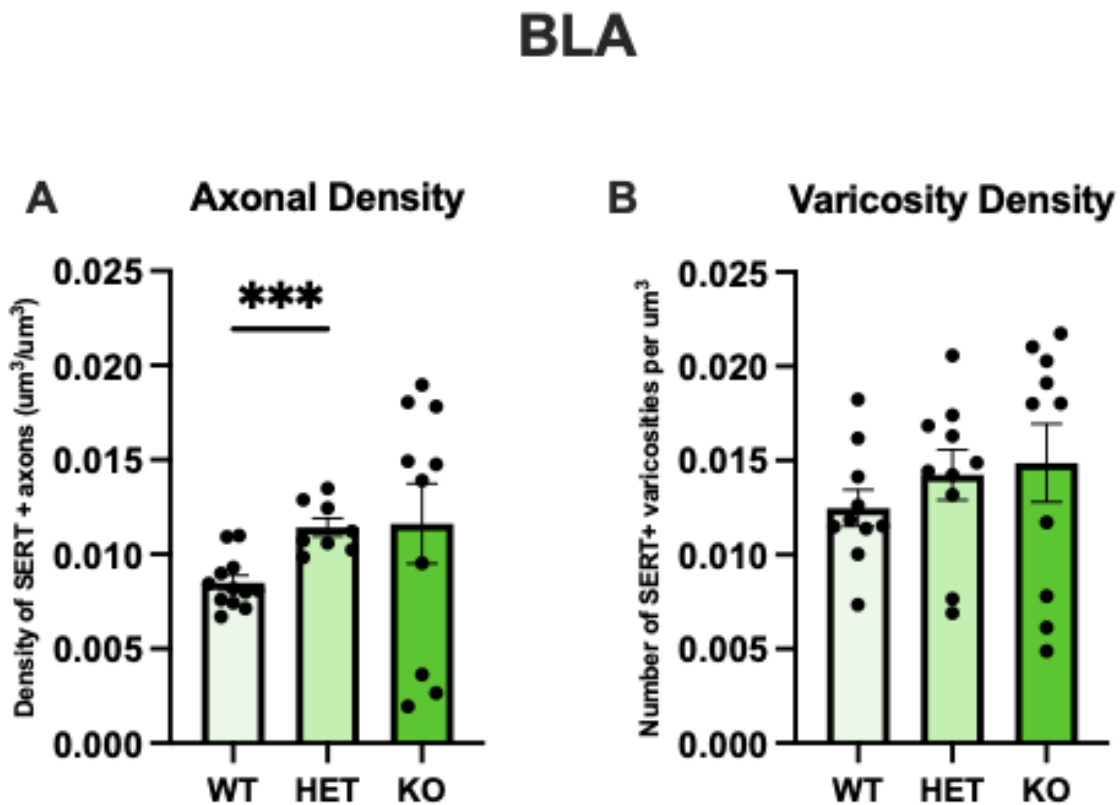 BLA
A
Axonal Density
Density of SERT + axons (um³/um³)
0.025
0.020
0.015
0.010
0.005
0.000
***
WT
HET
KO
B
Varicosity Density
Number of SERT+ varicosities per um³
0.025
0.020
0.015
0.010
0.005
0.000
WT
HET
KO